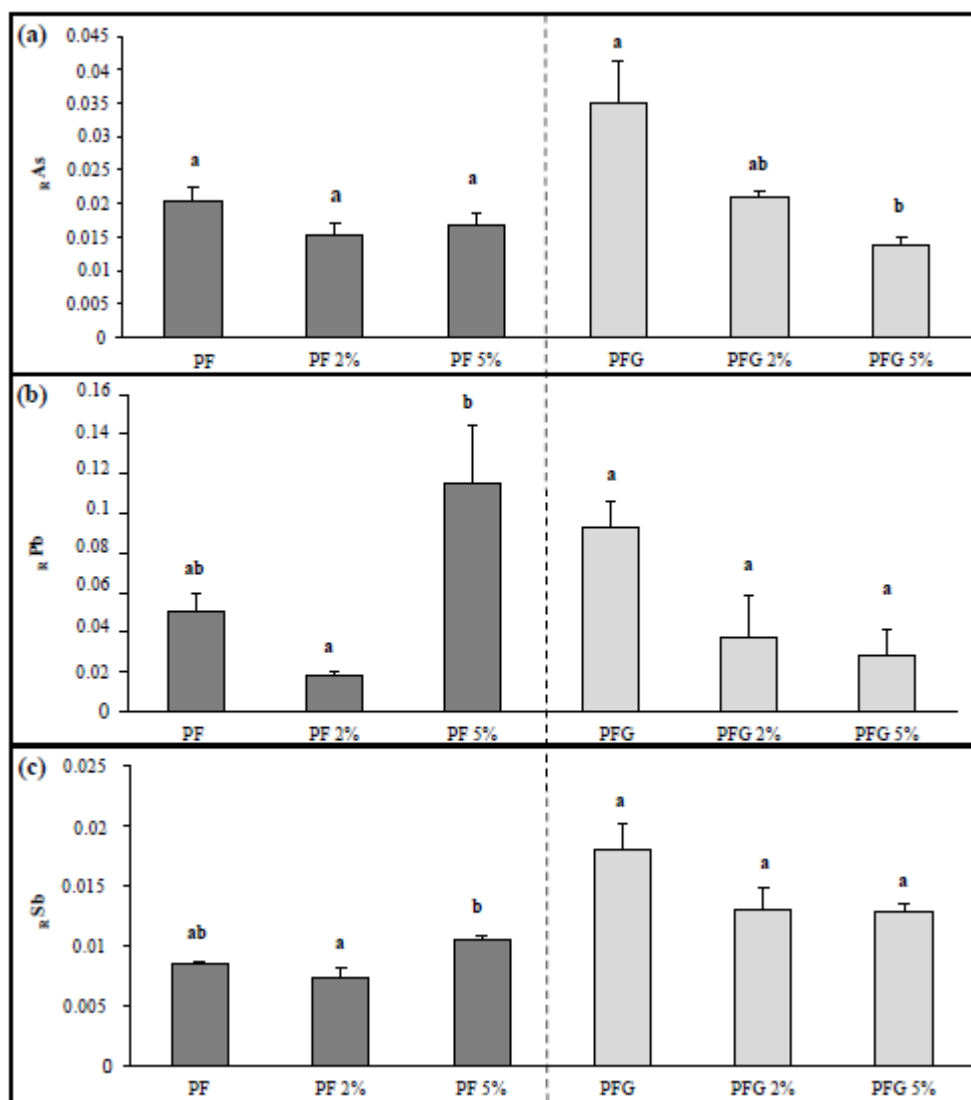 (a)
0.045
0.04
0.035
0.03
0.025
0.02
0.015
0.01
0.005
0
RAs
a
a
a
a
ab
b
PF
PF 2%
PF 5%
PFG
PFG 2%
PFG 5%
(b)
0.16
0.14
0.12
0.1
0.08
0.06
0.04
0.02
0
RPb
ab
a
b
a
a
a
PF
PF 2%
PF 5%
PFG
PFG 2%
PFG 5%
(c)
0.025
0.02
0.015
0.01
0.005
0
RSb
ab
a
b
a
a
a
PF
PF 2%
PF 5%
PFG
PFG 2%
PFG 5%